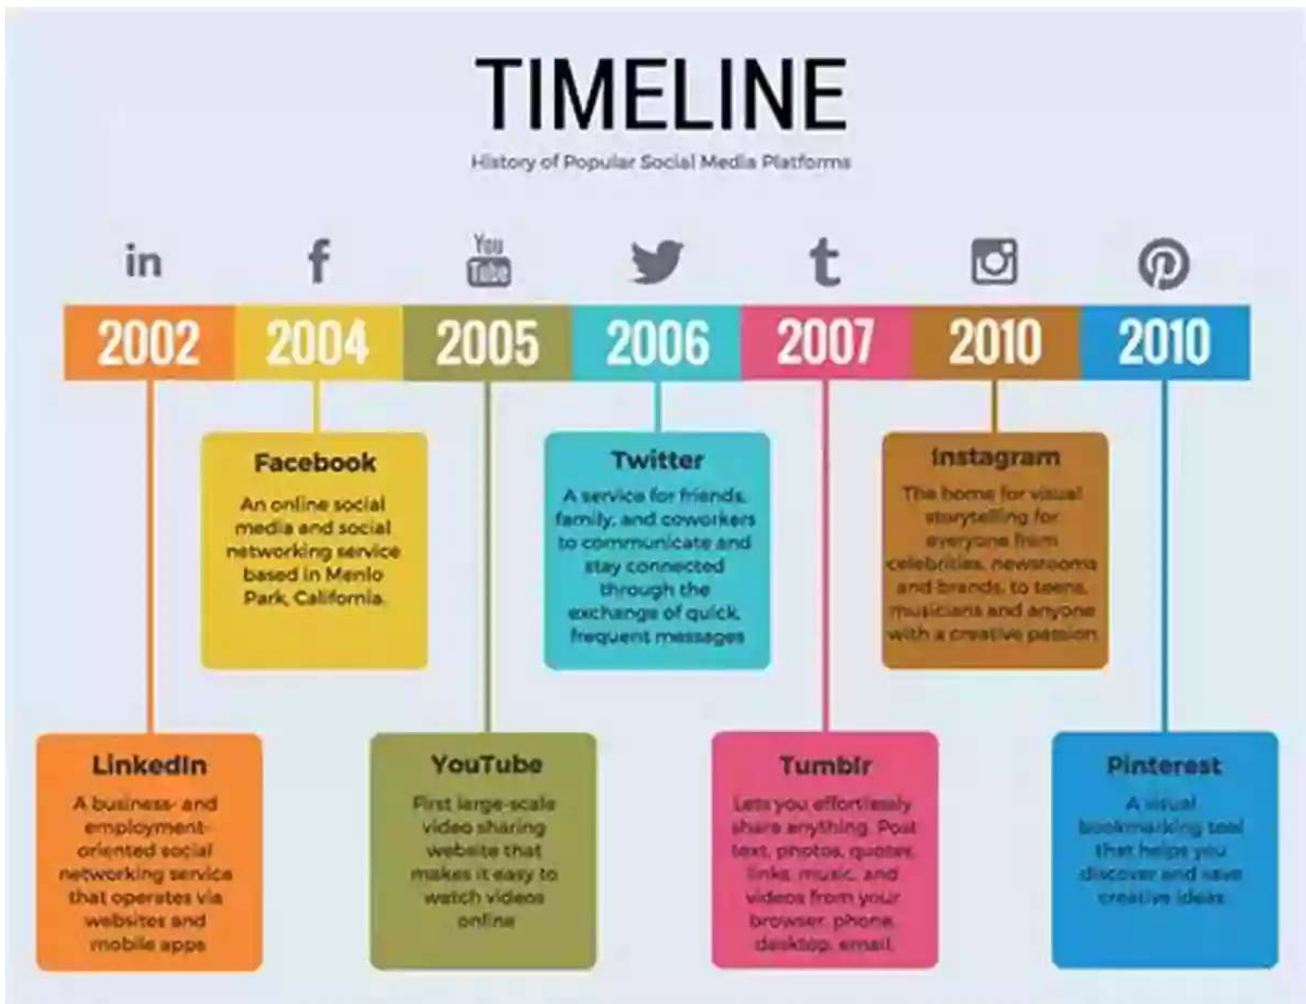 TIMELINE
History of Popular Social Media Platforms
in
f
You
Tube
t
2002
2004
2005
2006
2007
2010
2010
Facebook
An online social
media and social
networking service
based in Menlo
Park, California.
Twitter
A service for friends,
family, and coworkers
to communicate and
stay connected
through the
exchange of quick,
frequent messages
Instagram
The home for visual
storytelling for
everyone from
celebrities, newsrooms
and brands, to teens,
musicians and anyone
with a creative passion.
LinkedIn
A business- and
employment-
oriented social
networking service
that operates via
websites and
mobile apps
YouTube
First large-scale
video sharing
website that
makes it easy to
watch videos
online
Tumblr
Lets you effortlessly
share anything. Post
text, photos, quotes,
links, music, and
videos from your
browser, phone,
desktop, email.
Pinterest
A visual
bookmarking tool
that helps you
discover and save
creative ideas.